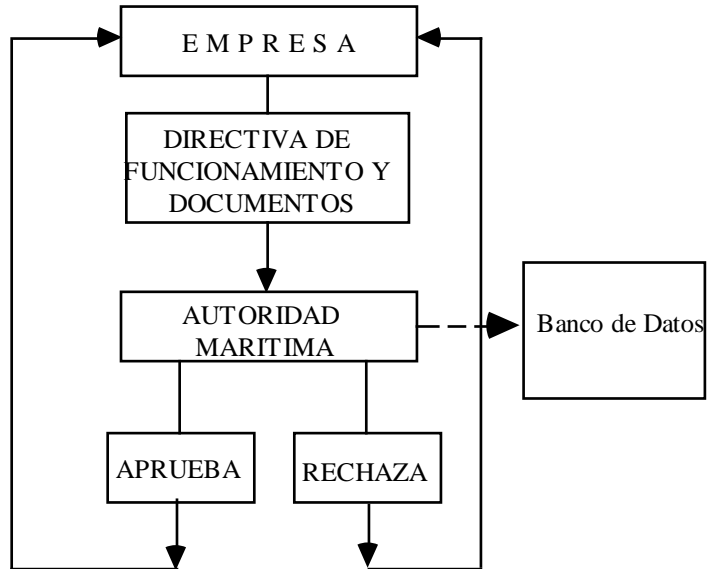 E M P R E S A
DIRECTIVA DE
FUNCIONAMIENTO Y
DOCUMENTOS
AUTORIDAD
MARITIMA
Banco de Datos
APRUEBA
RECHAZA